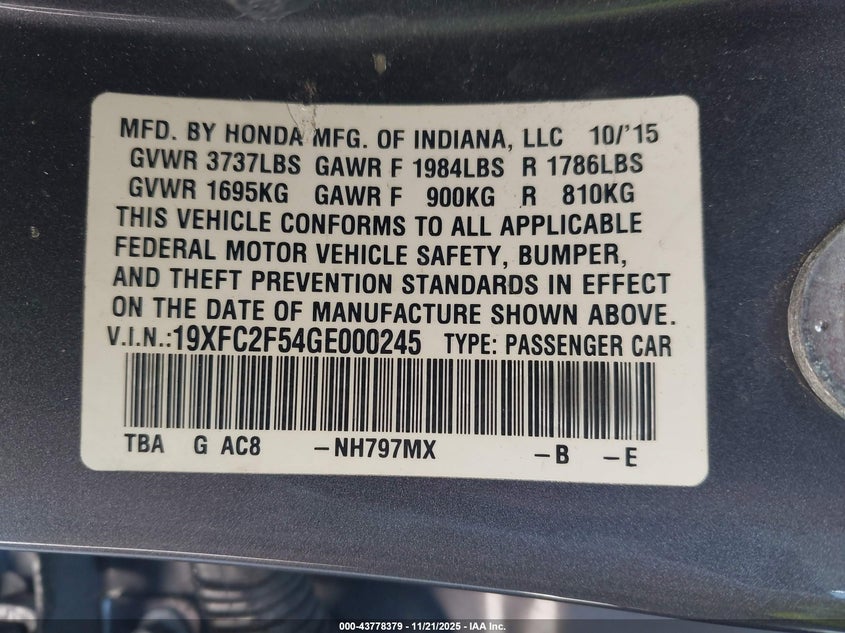 MFD. BY HONDA MFG. OF INDIANA, LLC 10/'15
GVWR 3737LBS GAWR F 1984LBS R 1786LBS
GVWR 1695KG GAWR F 900KG R 810KG
THIS VEHICLE CONFORMS TO ALL APPLICABLE
FEDERAL MOTOR VEHICLE SAFETY, BUMPER,
AND THEFT PREVENTION STANDARDS IN EFFECT
ON THE DATE OF MANUFACTURE SHOWN ABOVE.
V.I.N.:19XFC2F54GE000245 TYPE: PASSENGER CAR
TBA G AC8 -NH797MX -B -E
000-43778379 | 11/21/2025 | IAA Inc.